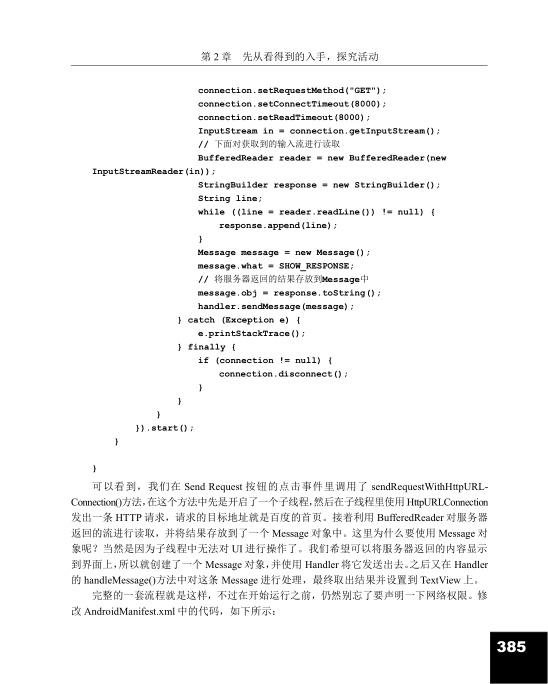 第 2 章 先从看得到的入手，探究活动
connection.setRequestMethod("GET");
connection.setConnectTimeout(8000);
connection.setReadTimeout(8000);
InputStream in = connection.getInputStream();
// 下面对获取到的输入流进行读取
BufferedReader reader = new BufferedReader(new
InputStreamReader(in));
StringBuilder response = new StringBuilder();
String line;
while ((line = reader.readLine()) != null) {
response.append(line);
}
Message message = new Message();
message.what = SHOW_RESPONSE;
// 将服务器返回的结果存放到Message中
message.obj = response.toString();
handler.sendMessage(message);
} catch (Exception e) {
e.printStackTrace();
} finally {
if (connection != null) {
connection.disconnect();
}
}
}
}).start();
}
}
可以看到，我们在 Send Request 按钮的点击事件里调用了 sendRequestWithHttpURL-
Connection()方法，在这个方法中先是开启了一个子线程，然后在子线程里使用 HttpURLConnection
发出一条 HTTP 请求，请求的目标地址就是百度的首页。接着利用 BufferedReader 对服务器
返回的流进行读取，并将结果存放到了一个 Message 对象中。这里为什么要使用 Message 对
象呢？当然是因为子线程中无法对 UI 进行操作了。我们希望可以将服务器返回的内容显示
到界面上，所以就创建了一个 Message 对象，并使用 Handler 将它发送出去。之后又在 Handler
的 handleMessage()方法中对这条 Message 进行处理，最终取出结果并设置到 TextView 上。
完整的一套流程就是这样，不过在开始运行之前，仍然别忘了要声明一下网络权限。修
改 AndroidManifest.xml 中的代码，如下所示：
385